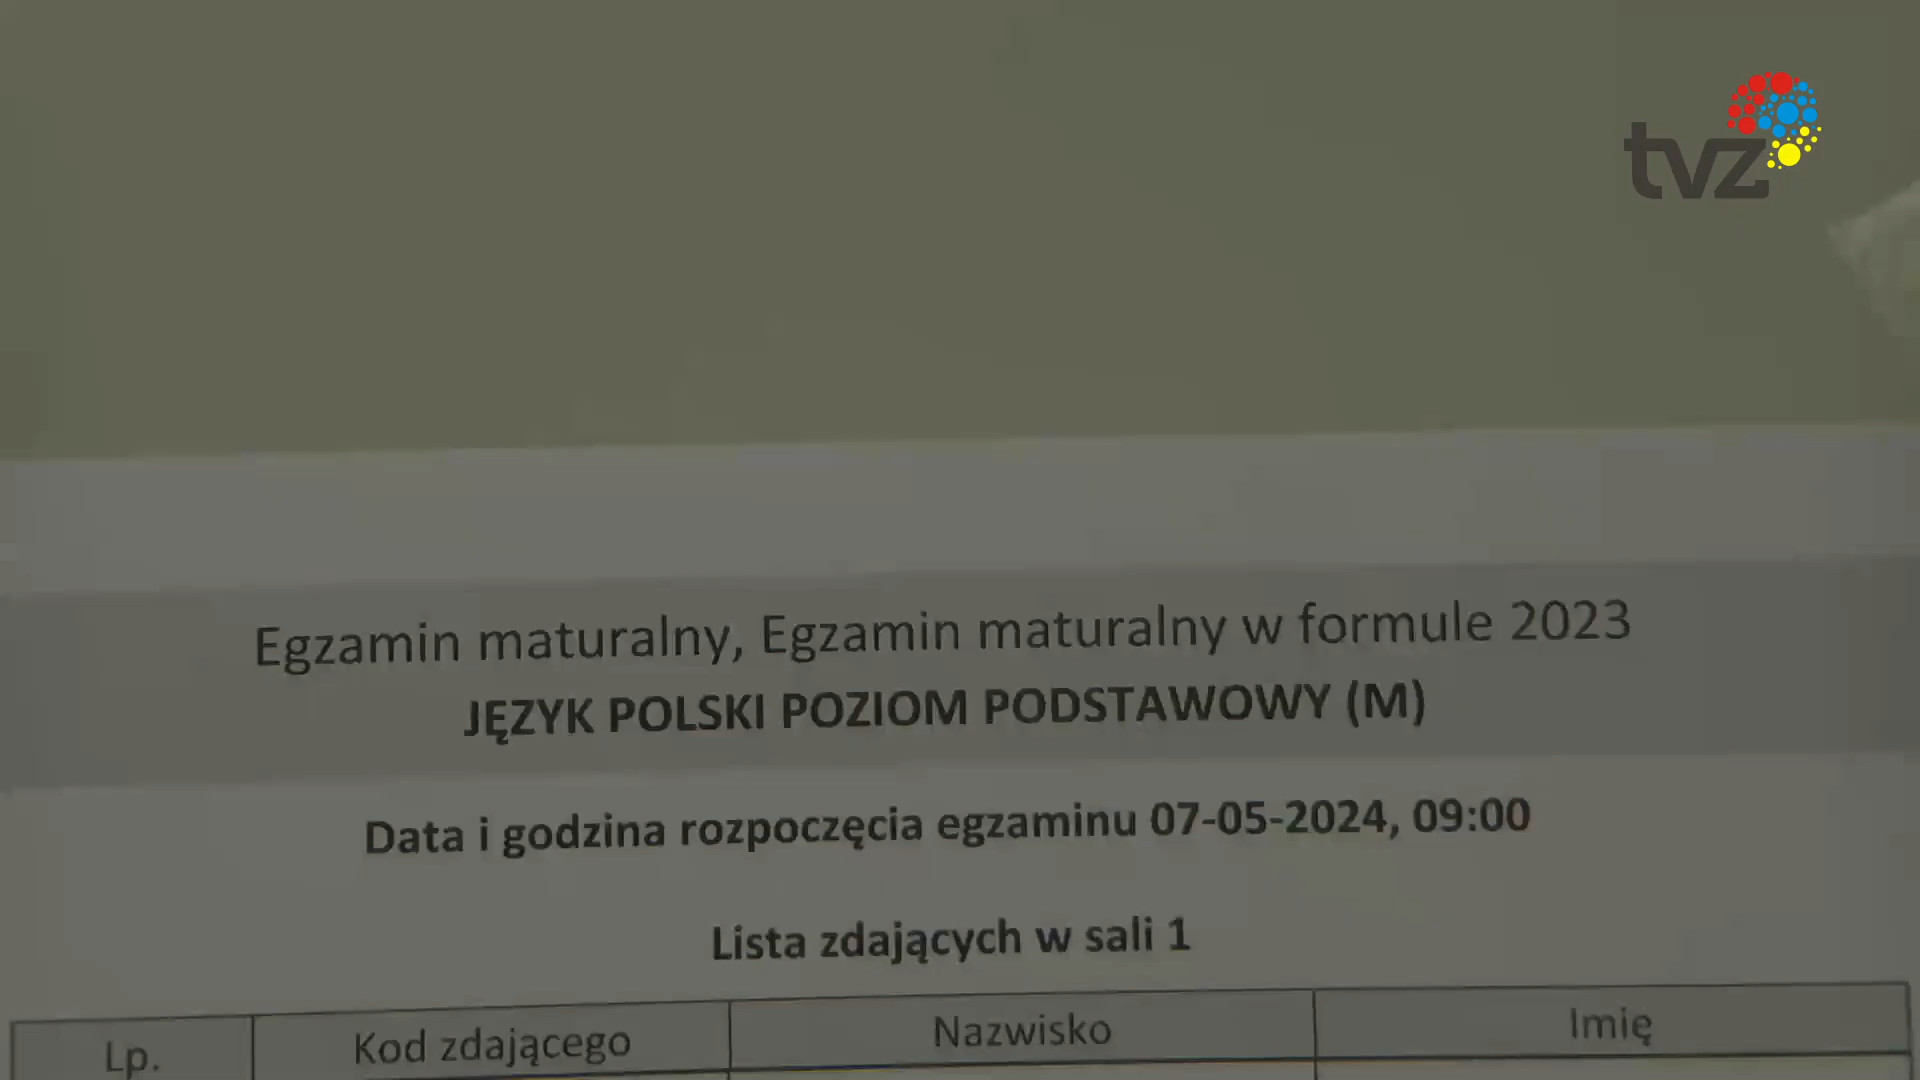 tvz
Egzamin maturalny, Egzamin maturalny w formule 2023
JĘZYK POLSKI POZIOM PODSTAWOWY (M)
Data i godzina rozpoczęcia egzaminu 07-05-2024, 09:00
Lista zdających w sali 1
Lp. Kod zdającego Nazwisko Imię